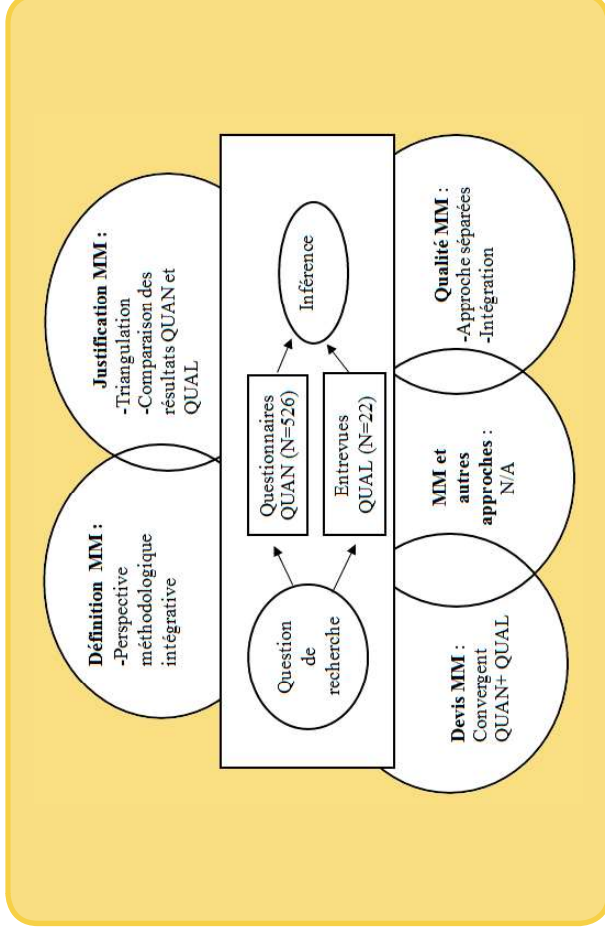 Définition MM :
-Perspective
méthodologique
intégrative
Justification MM :
-Triangulation
-Comparaison des
résultats QUAN et
QUAL
Question
de
recherche
Questionnaires
QUAN (N=526)
Entrevues
QUAL (N=22)
Inférence
Devis MM :
Convergent
QUAN+ QUAL
MM et
autres
approches :
N/A
Qualité MM :
-Approche séparées
-Intégration